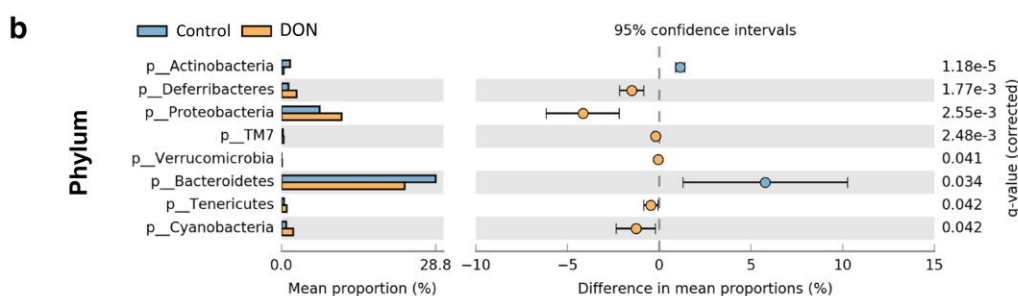 b
Control DON
95% confidence intervals
p__Actinobacteria 1.18e-5
p__Deferribacteres 1.77e-3
p__Proteobacteria 2.55e-3
p__TM7 2.48e-3
p__Verrucomicrobia 0.041
p__Bacteroidetes 0.034
p__Tenericutes 0.042
p__Cyanobacteria 0.042
Phylum
q-value (corrected)
0.0 28.8 −10 −5 0 5 10 15
Mean proportion (%) Difference in mean proportions (%)